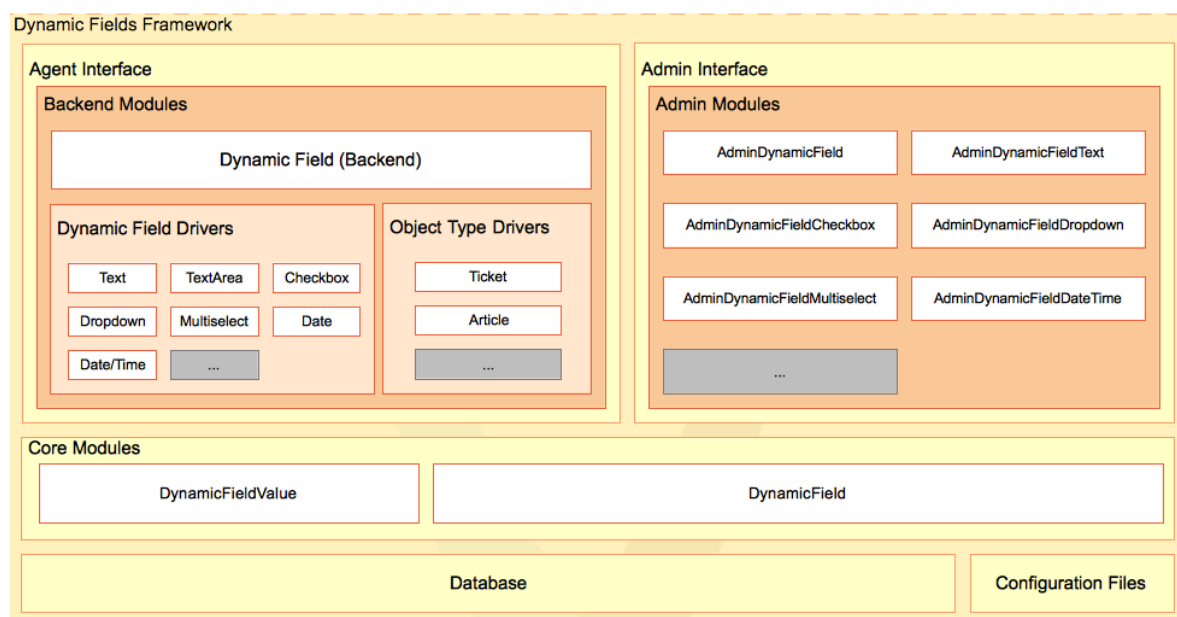 Dynamic Fields Framework
Agent Interface
Backend Modules
Dynamic Field (Backend)
Dynamic Field Drivers
Text
TextArea
Checkbox
Dropdown
Multiselect
Date
Date/Time
...
Object Type Drivers
Ticket
Article
...
Admin Interface
Admin Modules
AdminDynamicField
AdminDynamicFieldText
AdminDynamicFieldCheckbox
AdminDynamicFieldDropdown
AdminDynamicFieldMultiselect
AdminDynamicFieldDateTime
...
Core Modules
DynamicFieldValue
DynamicField
Database
Configuration Files